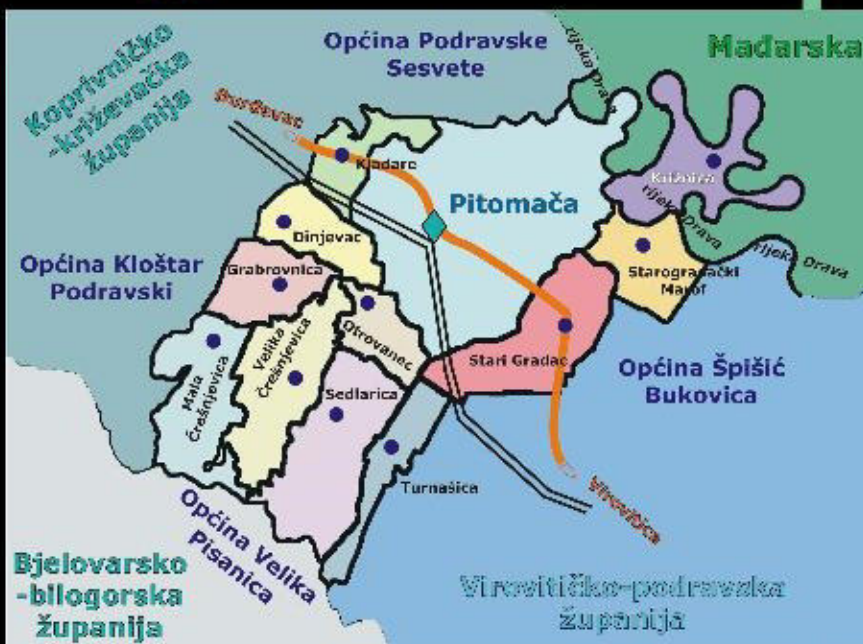 Općina Podravske
Sesvete
Mađarska
rijeka Drava
Koprivničko
-križevačka
županija
Đurđevac
Kladare
Križnica
rijeka Drava
Pitomača
rijeka Drava
Dinjevac
Starogradački
Marof
Općina Kloštar
Podravski
Grabrovnica
Otrovanec
Velika
Črešnjevica
Mala
Črešnjevica
Stari Gradac
Općina Špišić
Bukovica
Sedlarica
Turnašica
Virovitica
Općina Velika
Pisanica
Bjelovarsko
-bilogorska
županija
Virovitičko-podravska
županija